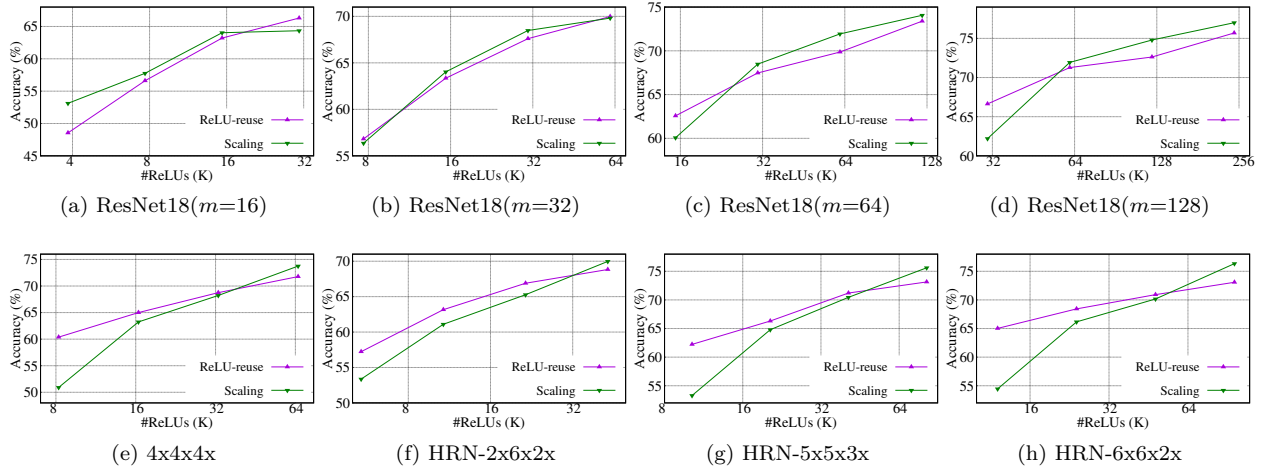 65
60
55
50
45
4
8
16
32
Accuracy (%)
#ReLUs (K)
ReLU-reuse
Scaling
(a) ResNet18(m=16)
70
65
60
55
8
16
32
64
Accuracy (%)
#ReLUs (K)
ReLU-reuse
Scaling
(b) ResNet18(m=32)
75
70
65
60
16
32
64
128
Accuracy (%)
#ReLUs (K)
ReLU-reuse
Scaling
(c) ResNet18(m=64)
75
70
65
60
32
64
128
256
Accuracy (%)
#ReLUs (K)
ReLU-reuse
Scaling
(d) ResNet18(m=128)
75
70
65
60
55
50
8
16
32
64
Accuracy (%)
#ReLUs (K)
ReLU-reuse
Scaling
(e) 4x4x4x
70
65
60
55
50
8
16
32
Accuracy (%)
#ReLUs (K)
ReLU-reuse
Scaling
(f) HRN-2x6x2x
75
70
65
60
55
8
16
32
64
Accuracy (%)
#ReLUs (K)
ReLU-reuse
Scaling
(g) HRN-5x5x3x
75
70
65
60
55
16
32
64
Accuracy (%)
#ReLUs (K)
ReLU-reuse
Scaling
(h) HRN-6x6x2x